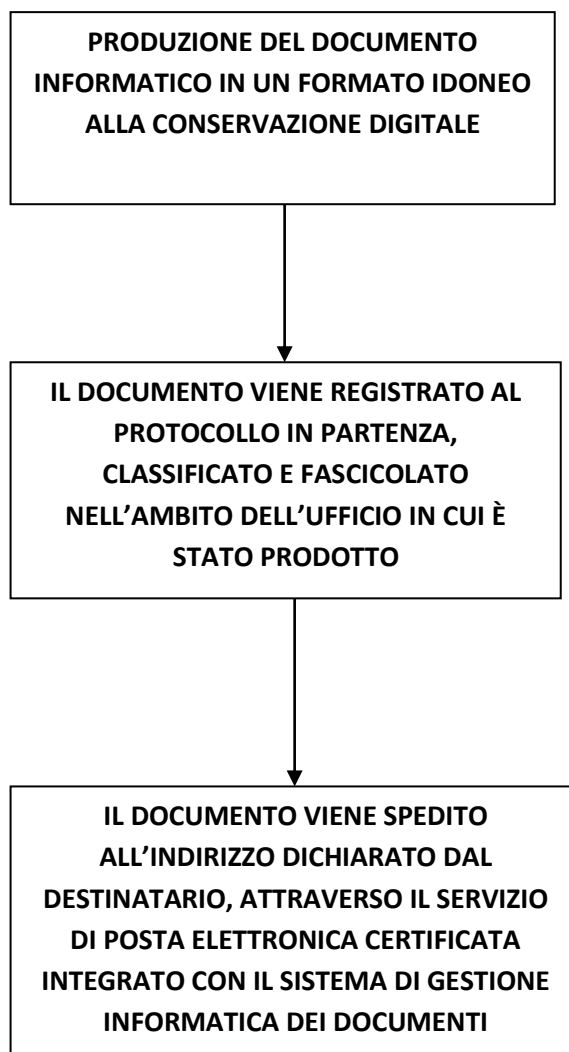 PRODUZIONE DEL DOCUMENTO
INFORMATICO IN UN FORMATO IDONEO
ALLA CONSERVAZIONE DIGITALE
IL DOCUMENTO VIENE REGISTRATO AL
PROTOCOLLO IN PARTENZA,
CLASSIFICATO E FASCICOLATO
NELL’AMBITO DELL’UFFICIO IN CUI È
STATO PRODOTTO
IL DOCUMENTO VIENE SPEDITO
ALL’INDIRIZZO DICHIARATO DAL
DESTINATARIO, ATTRAVERSO IL SERVIZIO
DI POSTA ELETTRONICA CERTIFICATA
INTEGRATO CON IL SISTEMA DI GESTIONE
INFORMATICA DEI DOCUMENTI